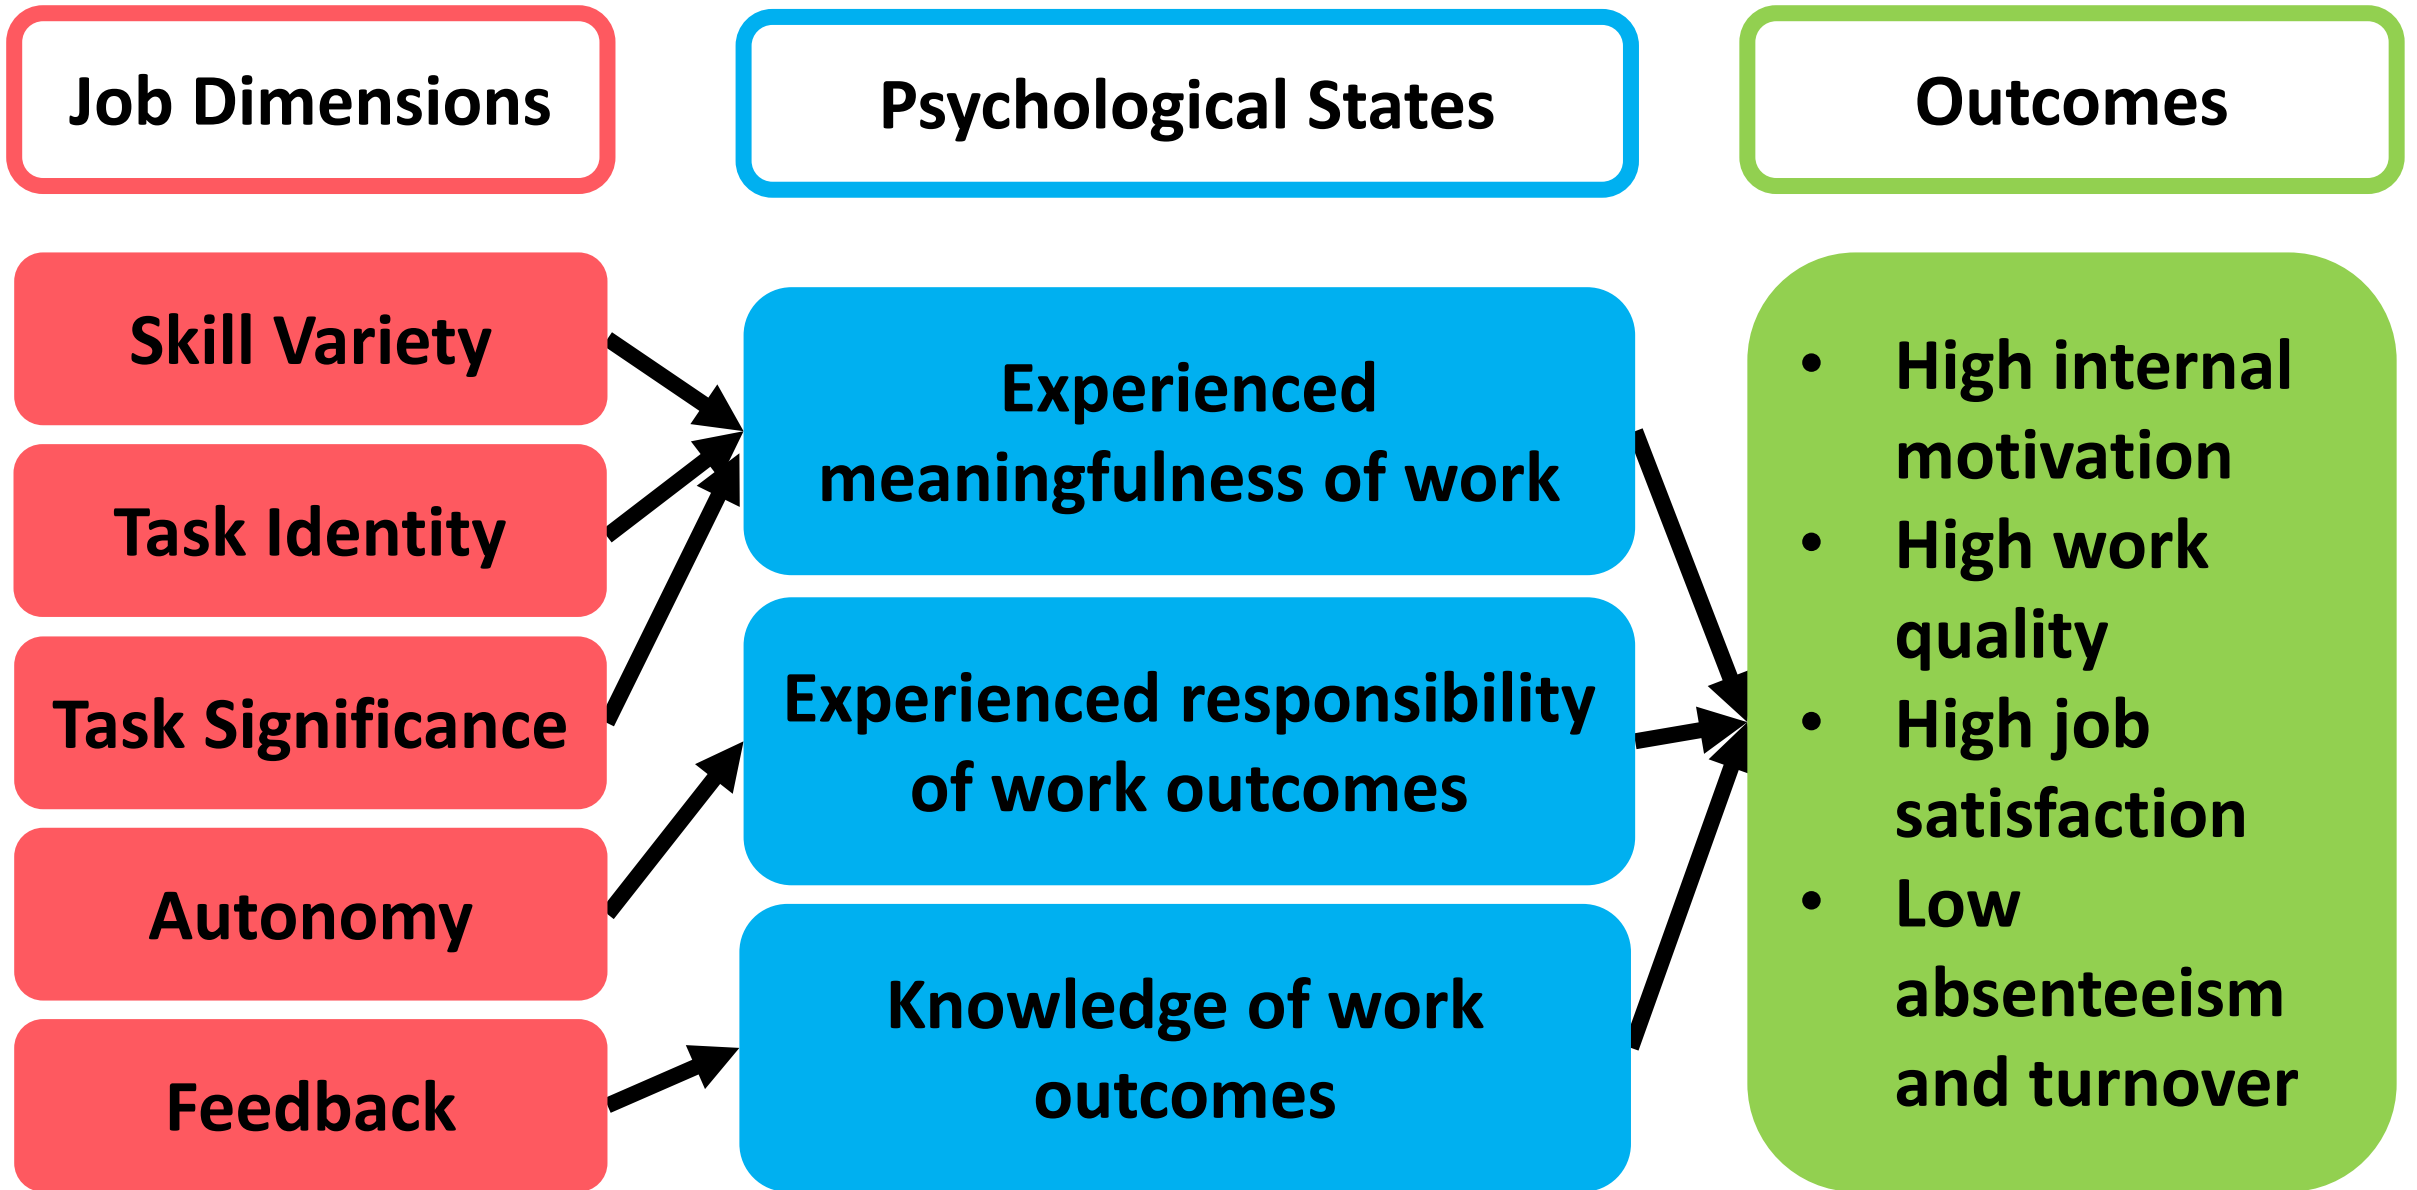 Job Dimensions
Psychological States
Outcomes
Skill Variety
Task Identity
Task Significance
Autonomy
Feedback
Experienced
meaningfulness of work
Experienced responsibility
of work outcomes
Knowledge of work
outcomes
• High internal
motivation
• High work
quality
• High job
satisfaction
• Low
absenteeism
and turnover